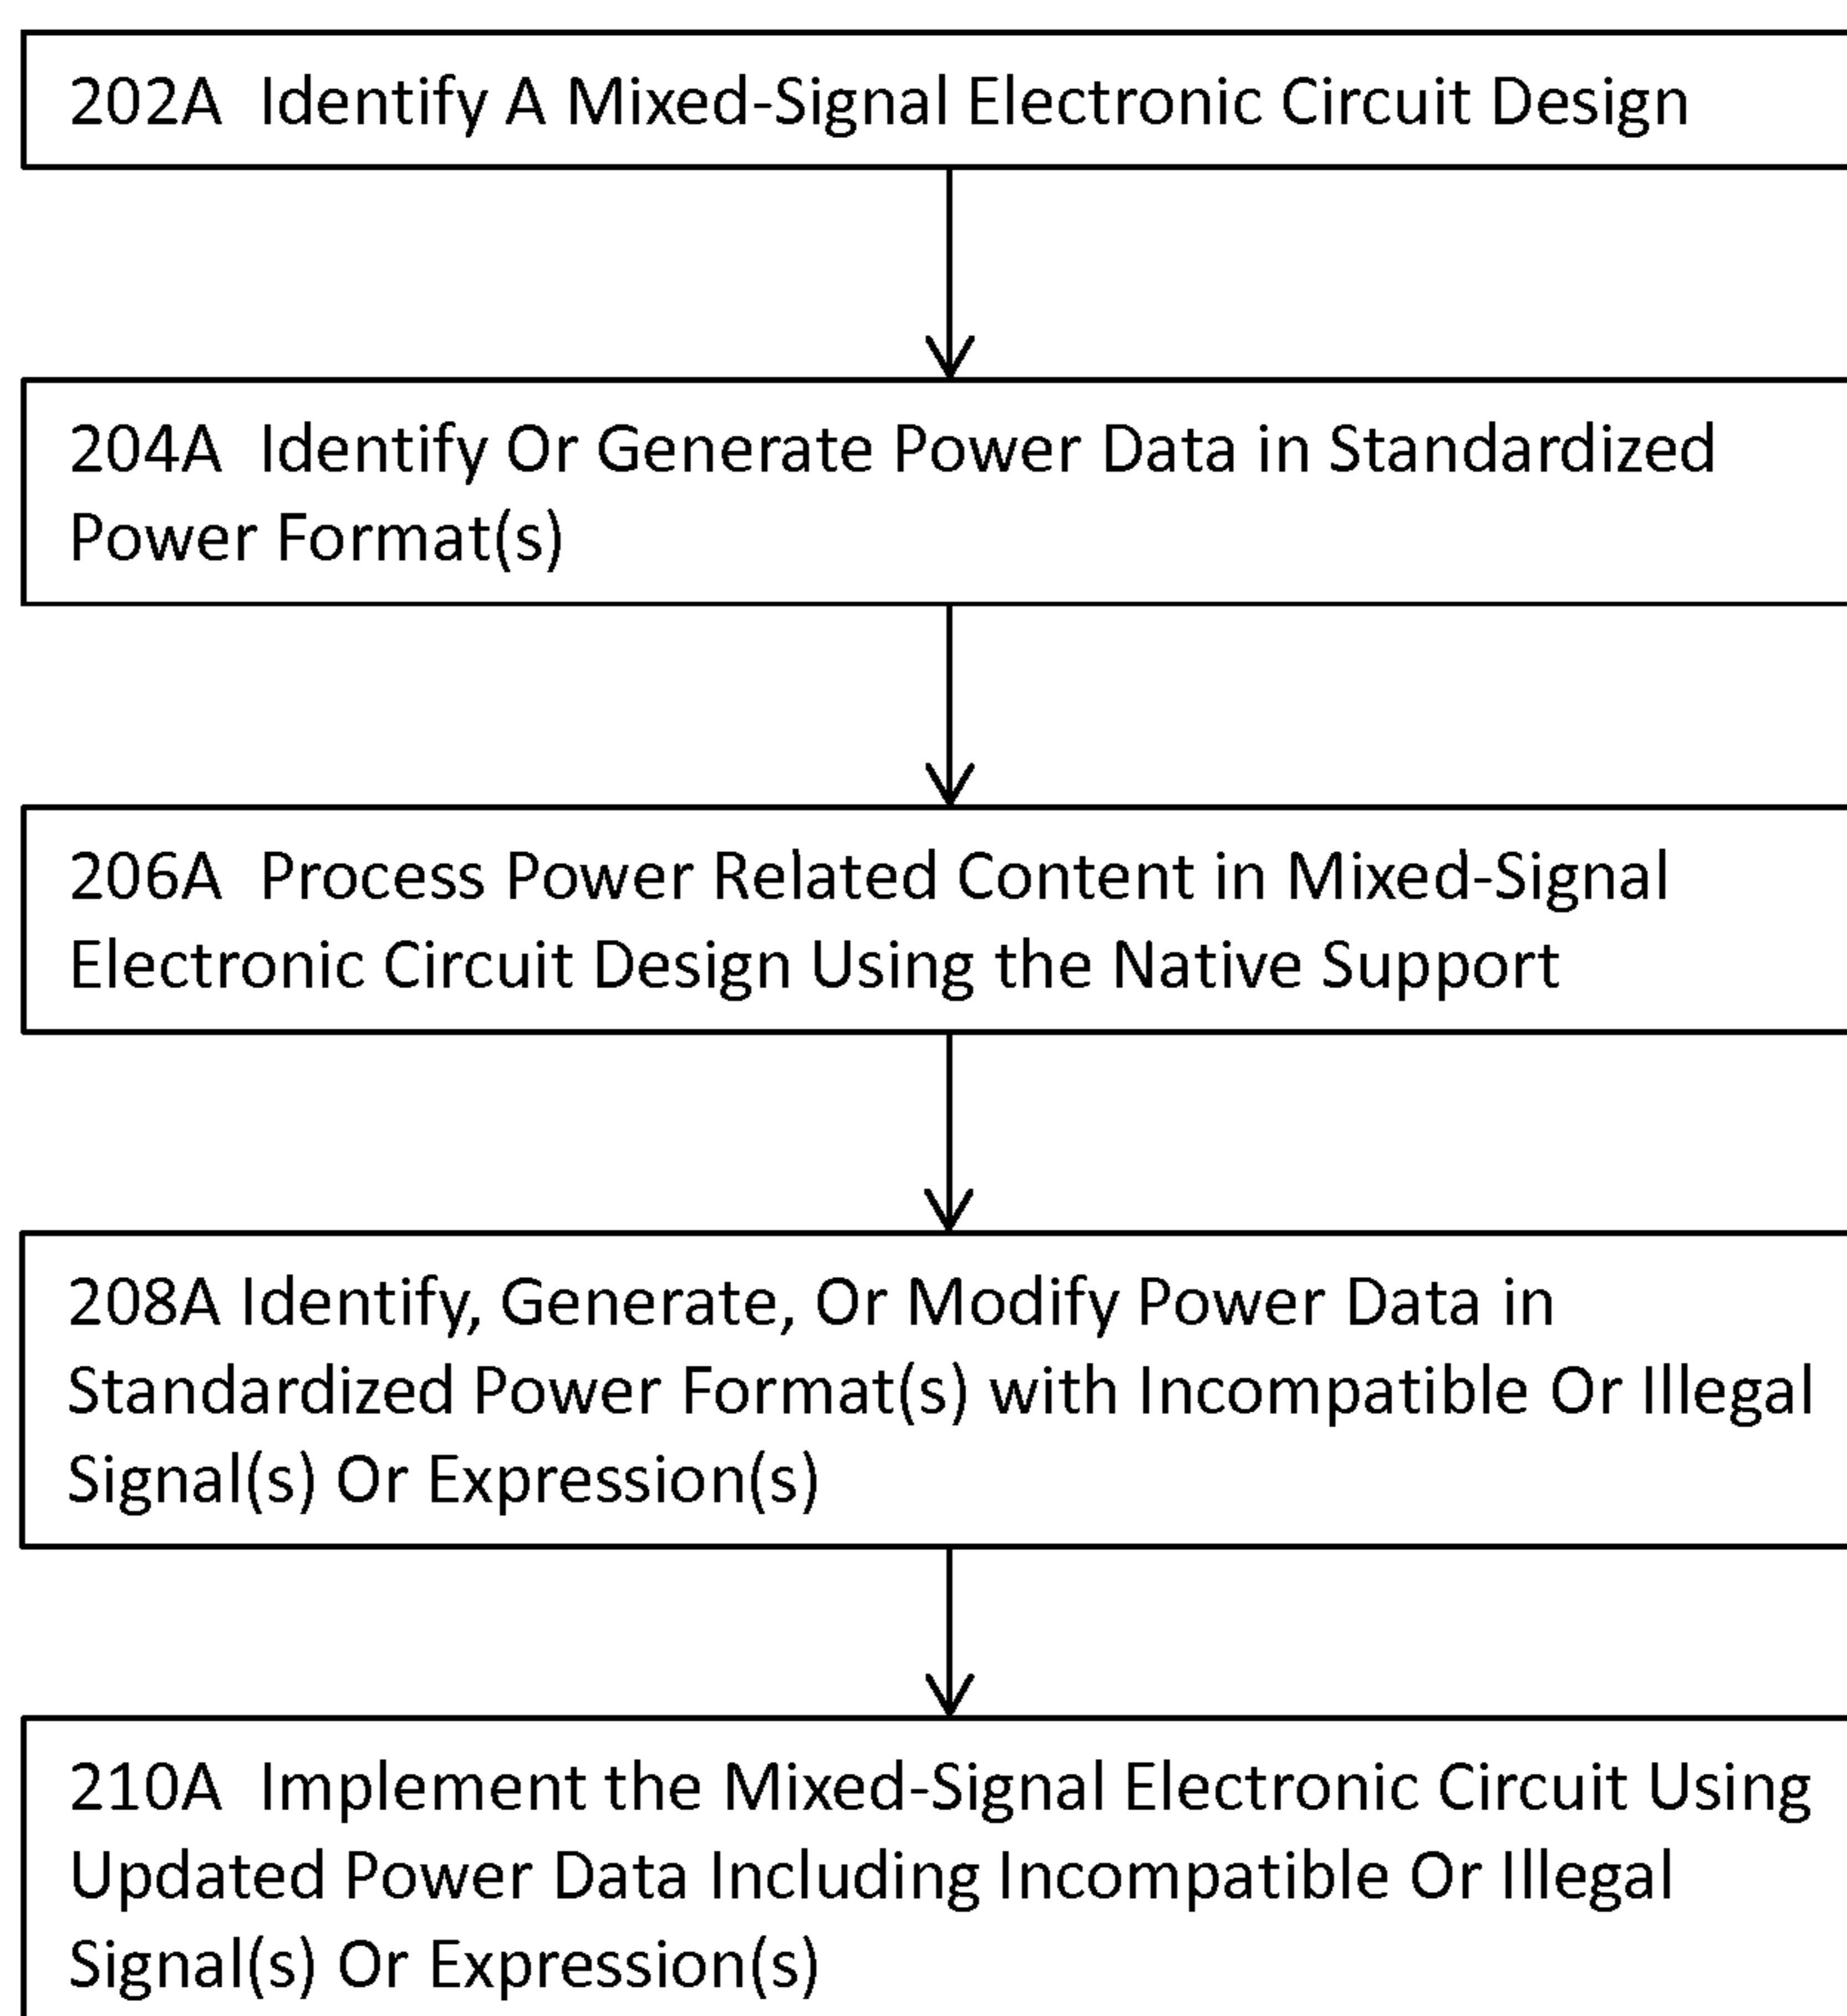 202A Identify A Mixed-Signal Electronic Circuit Design
204A Identify Or Generate Power Data in Standardized
Power Format(s)
206A Process Power Related Content in Mixed-Signal
Electronic Circuit Design Using the Native Support
208A Identify, Generate, Or Modify Power Data in
Standardized Power Format(s) with Incompatible Or Illegal
Signal(s) Or Expression(s)
210A Implement the Mixed-Signal Electronic Circuit Using
Updated Power Data Including Incompatible Or Illegal
Signal(s) Or Expression(s)